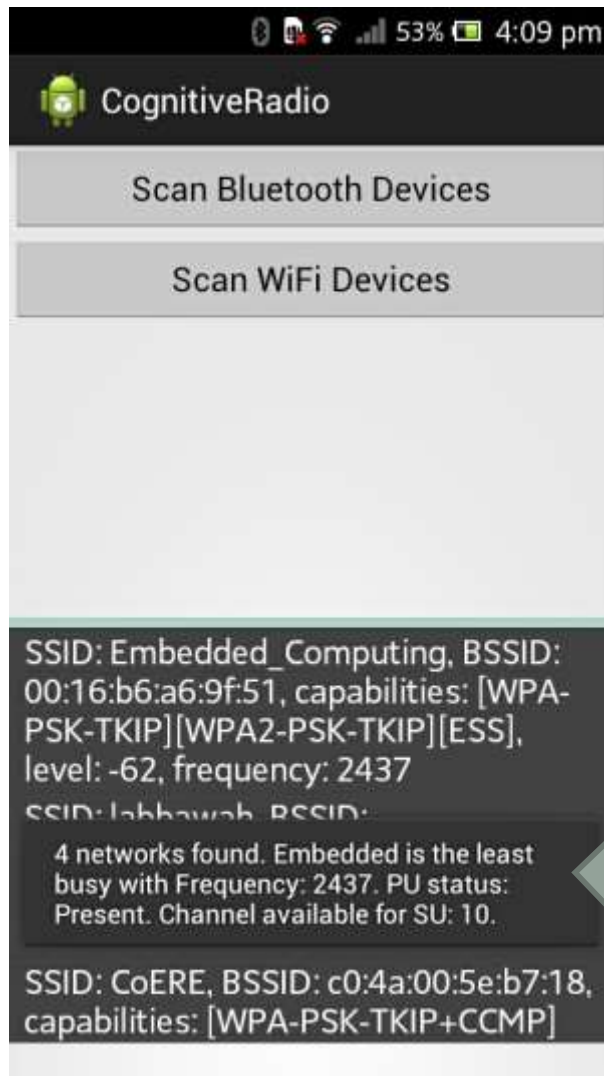 53% 4:09 pm
CognitiveRadio
Scan Bluetooth Devices
Scan WiFi Devices
SSID: Embedded_Computing, BSSID:
00:16:b6:a6:9f:51, capabilities: [WPA-
PSK-TKIP][WPA2-PSK-TKIP][ESS],
level: -62, frequency: 2437
SSID: labbawah, BSSID:
4 networks found. Embedded is the least
busy with Frequency: 2437. PU status:
Present. Channel available for SU: 10.
SSID: CoERE, BSSID: c0:4a:00:5e:b7:18,
capabilities: [WPA-PSK-TKIP+CCMP]